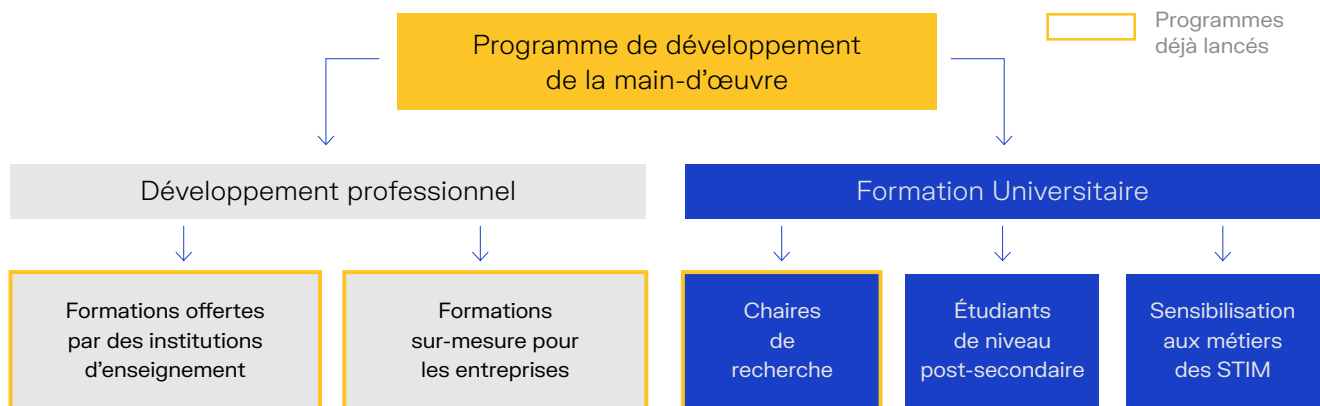 Programme de développement
de la main-d'œuvre
Programmes
déjà lancés
Développement professionnel
Formation Universitaire
Formations offertes
par des institutions
d'enseignement
Formations
sur-mesure pour
les entreprises
Chaires
de
recherche
Étudiants
de niveau
post-secondaire
Sensibilisation
aux métiers
des STIM